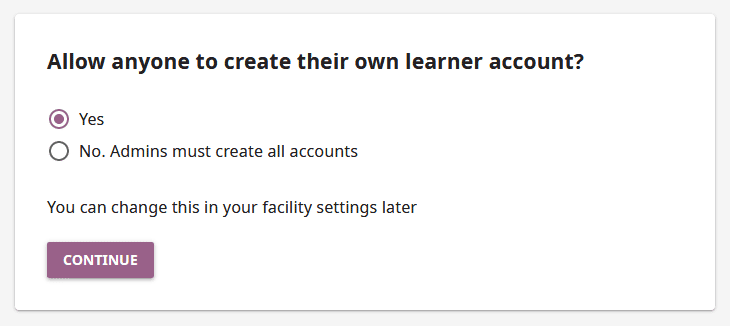 Allow anyone to create their own learner account?
Yes
No. Admins must create all accounts
You can change this in your facility settings later
CONTINUE